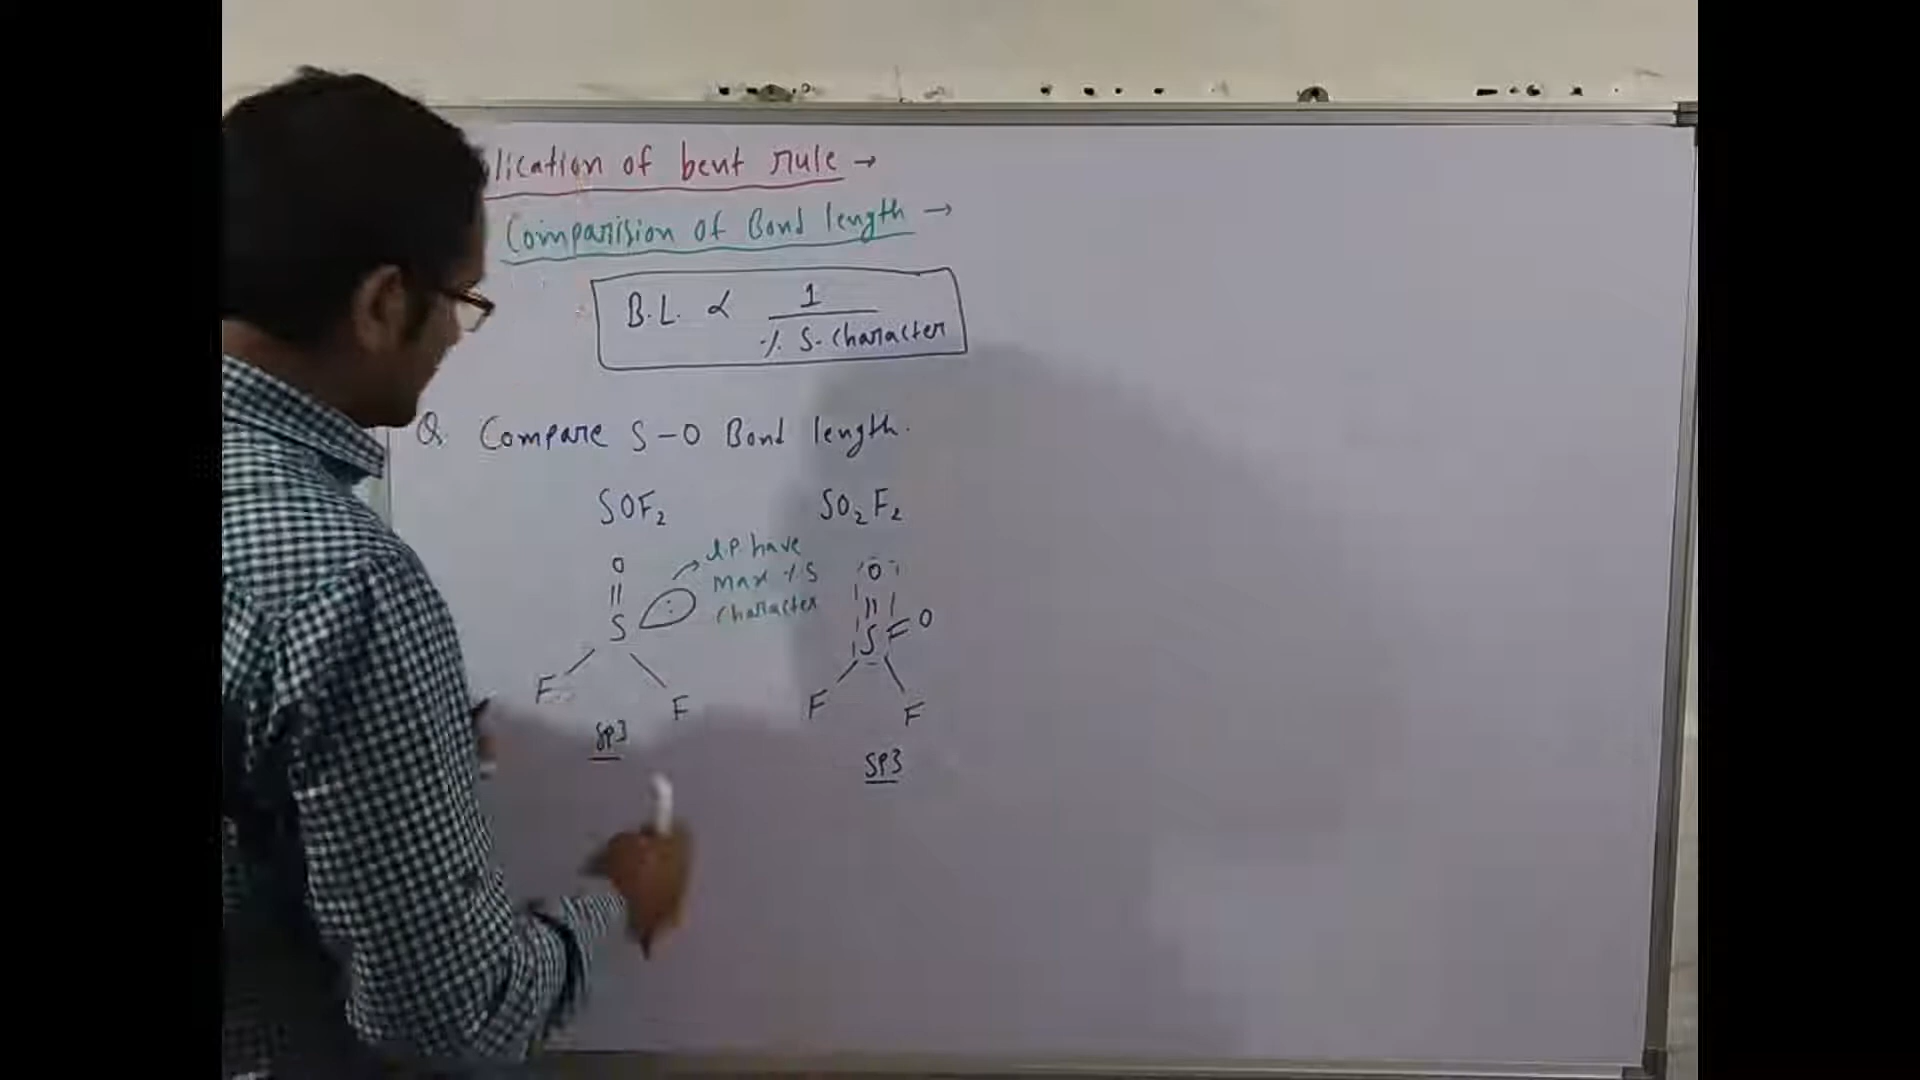 lication of bent rule →
Comparision of Bond length →
B.L. ∝ 1 / % S-Character
Q. Compare S-O Bond length.
SOF₂ SO₂F₂
l.p. have
max % S
Character
O
||
S
F F
sp3
O
||
S O
F F
sp3